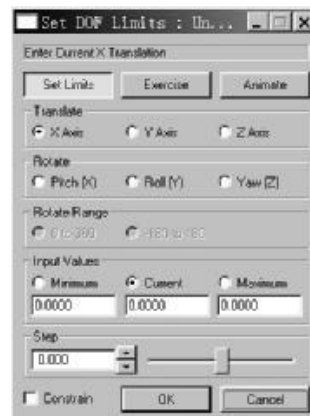 Set DOF Limits : Un...
Enter Current X Translation
Set Limits Exercise Animate
Translate
X Axis Y Axis Z Axis
Rotate
Pitch (X) Roll (Y) Yaw (Z)
Rotate Range
0 to 360 -180 to 180
Input Values
Minimum Current Maximum
0.0000 0.0000 0.0000
Step
0.000
Constrain OK Cancel